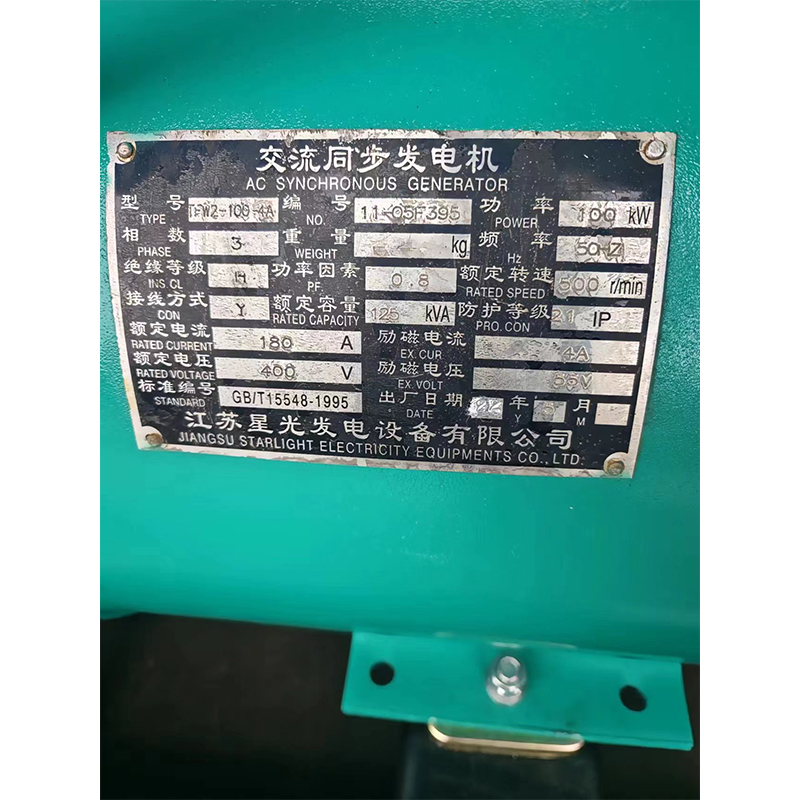 交流同步发电机
AC SYNCHRONOUS GENERATOR
型号 TFW2-100-4A 编号 11-05F395 功率 100 kW
TYPE NO. POWER
相数 3 重量 kg 频率 50
PHASE WEIGHT Hz
绝缘等级 H 功率因素 0.8 额定转速 500 r/min
INS CL PF. RATED SPEED
接线方式 Y 额定容量 125 kVA 防护等级 21 IP
CON RATED CAPACITY PRO.CON
额定电流 180 A 励磁电流 4A
RATED CURRENT EX.CUR
额定电压 400 V 励磁电压 V
RATED VOLTAGE EX.VOLT
标准编号 GB/T15548-1995 出厂日期 年 月
STANDARD DATE Y M
江苏星光发电设备有限公司
JIANGSU STARLIGHT ELECTRICITY EQUIPMENTS CO.,LTD.